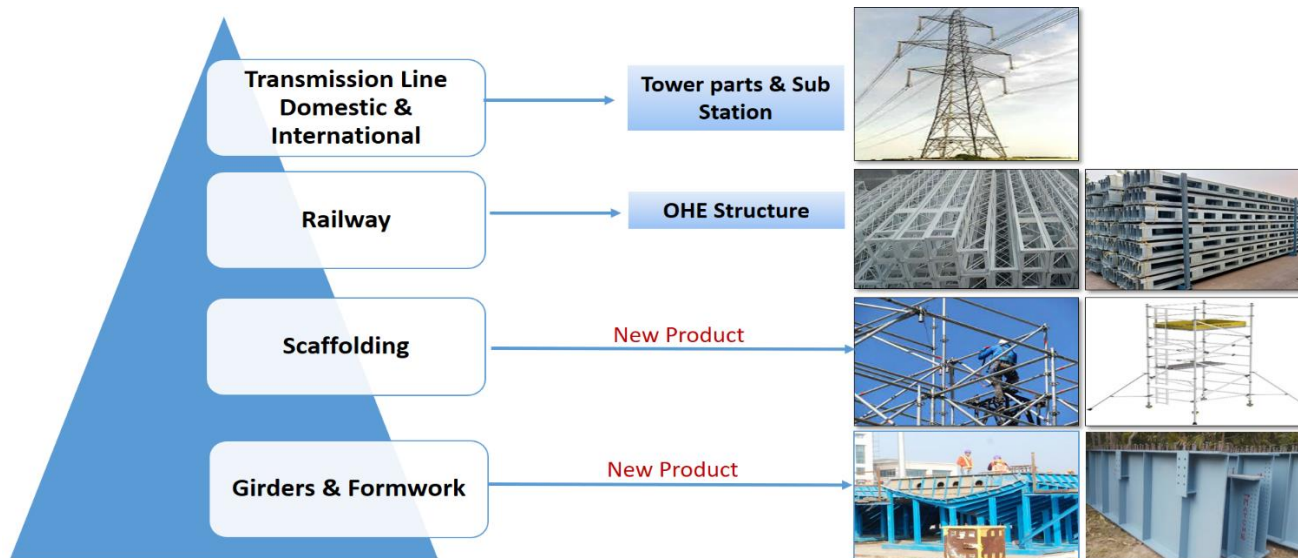 Transmission Line
Domestic &
International
Tower parts & Sub
Station
Railway
OHE Structure
Scaffolding
New Product
Girders & Formwork
New Product